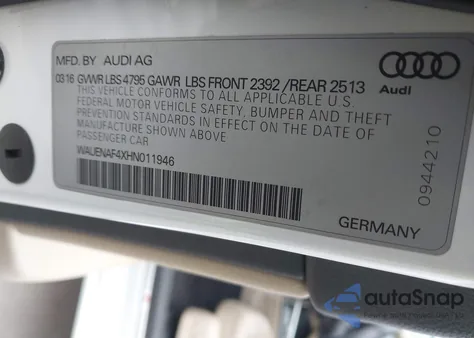 MFD. BY AUDI AG
03 16 GVWR LBS 4795 GAWR LBS FRONT 2392 /REAR 2513
THIS VEHICLE CONFORMS TO ALL APPLICABLE U S
FEDERAL MOTOR VEHICLE SAFETY, BUMPER AND THEFT
PREVENTION STANDARDS IN EFFECT ON THE DATE OF
MANUFACTURE SHOWN ABOVE
PASSENGER CAR
WAUENAF4XHN011946
Audi
0944210
GERMANY
autoSnap